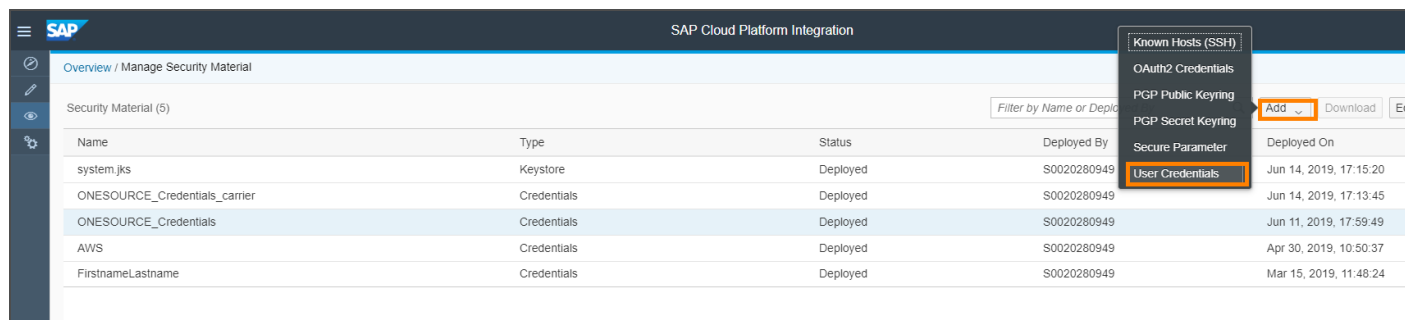 SAP SAP Cloud Platform Integration
Known Hosts (SSH)
Overview / Manage Security Material
OAuth2 Credentials
PGP Public Keyring
Security Material (5) Filter by Name or Add Download
PGP Secret Keyring
Name Type Status Deployed By Secure Parameter Deployed On
User Credentials
system.jks Keystore Deployed S0020280949 Jun 14, 2019, 17:15:20
ONESOURCE_Credentials_carrier Credentials Deployed S0020280949 Jun 14, 2019, 17:13:45
ONESOURCE_Credentials Credentials Deployed S0020280949 Jun 11, 2019, 17:59:49
AWS Credentials Deployed S0020280949 Apr 30, 2019, 10:50:37
FirstnameLastname Credentials Deployed S0020280949 Mar 15, 2019, 11:48:24